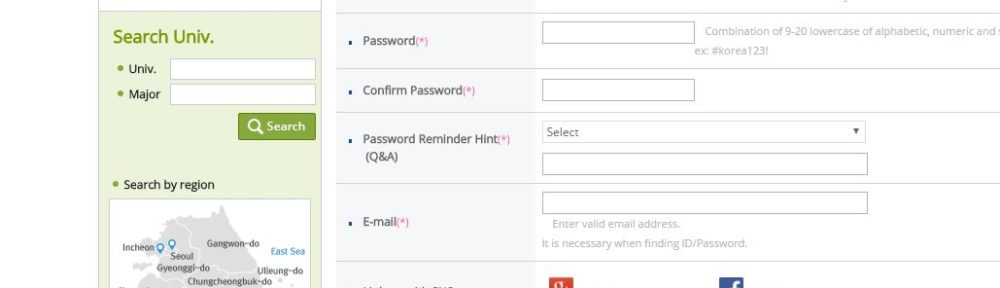 Search Univ.
Univ.
Major
Search
Search by region
Incheon
Seoul
Gangwon-do
East Sea
Gyeonggi-do
Ulleung-do
Chungcheongbuk-do
Password(*)
Combination of 9-20 lowercase of alphabetic, numeric and
ex: #korea123!
Confirm Password(*)
Password Reminder Hint(*)
(Q&A)
Select
E-mail(*)
Enter valid email address.
It is necessary when finding ID/Password.